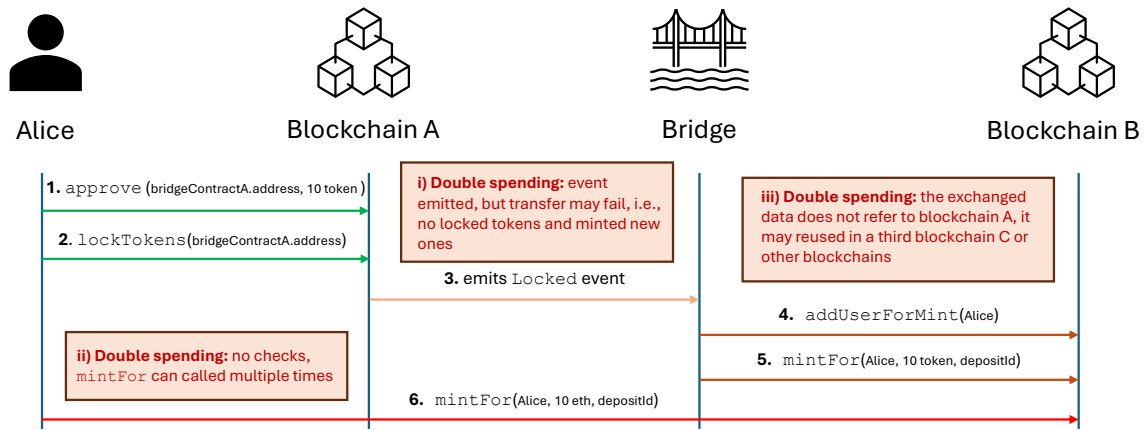 Alice
Blockchain A
Bridge
Blockchain B
1. approve (bridgeContractA.address, 10 token )
2. lockTokens(bridgeContractA.address)
i) Double spending: event
emitted, but transfer may fail, i.e.,
no locked tokens and minted new
ones
iii) Double spending: the exchanged
data does not refer to blockchain A, it
may reused in a third blockchain C or
other blockchains
3. emits Locked event
4. addUserForMint(Alice)
ii) Double spending: no checks,
mintFor can called multiple times
5. mintFor(Alice, 10 token, depositId)
6. mintFor(Alice, 10 eth, depositId)